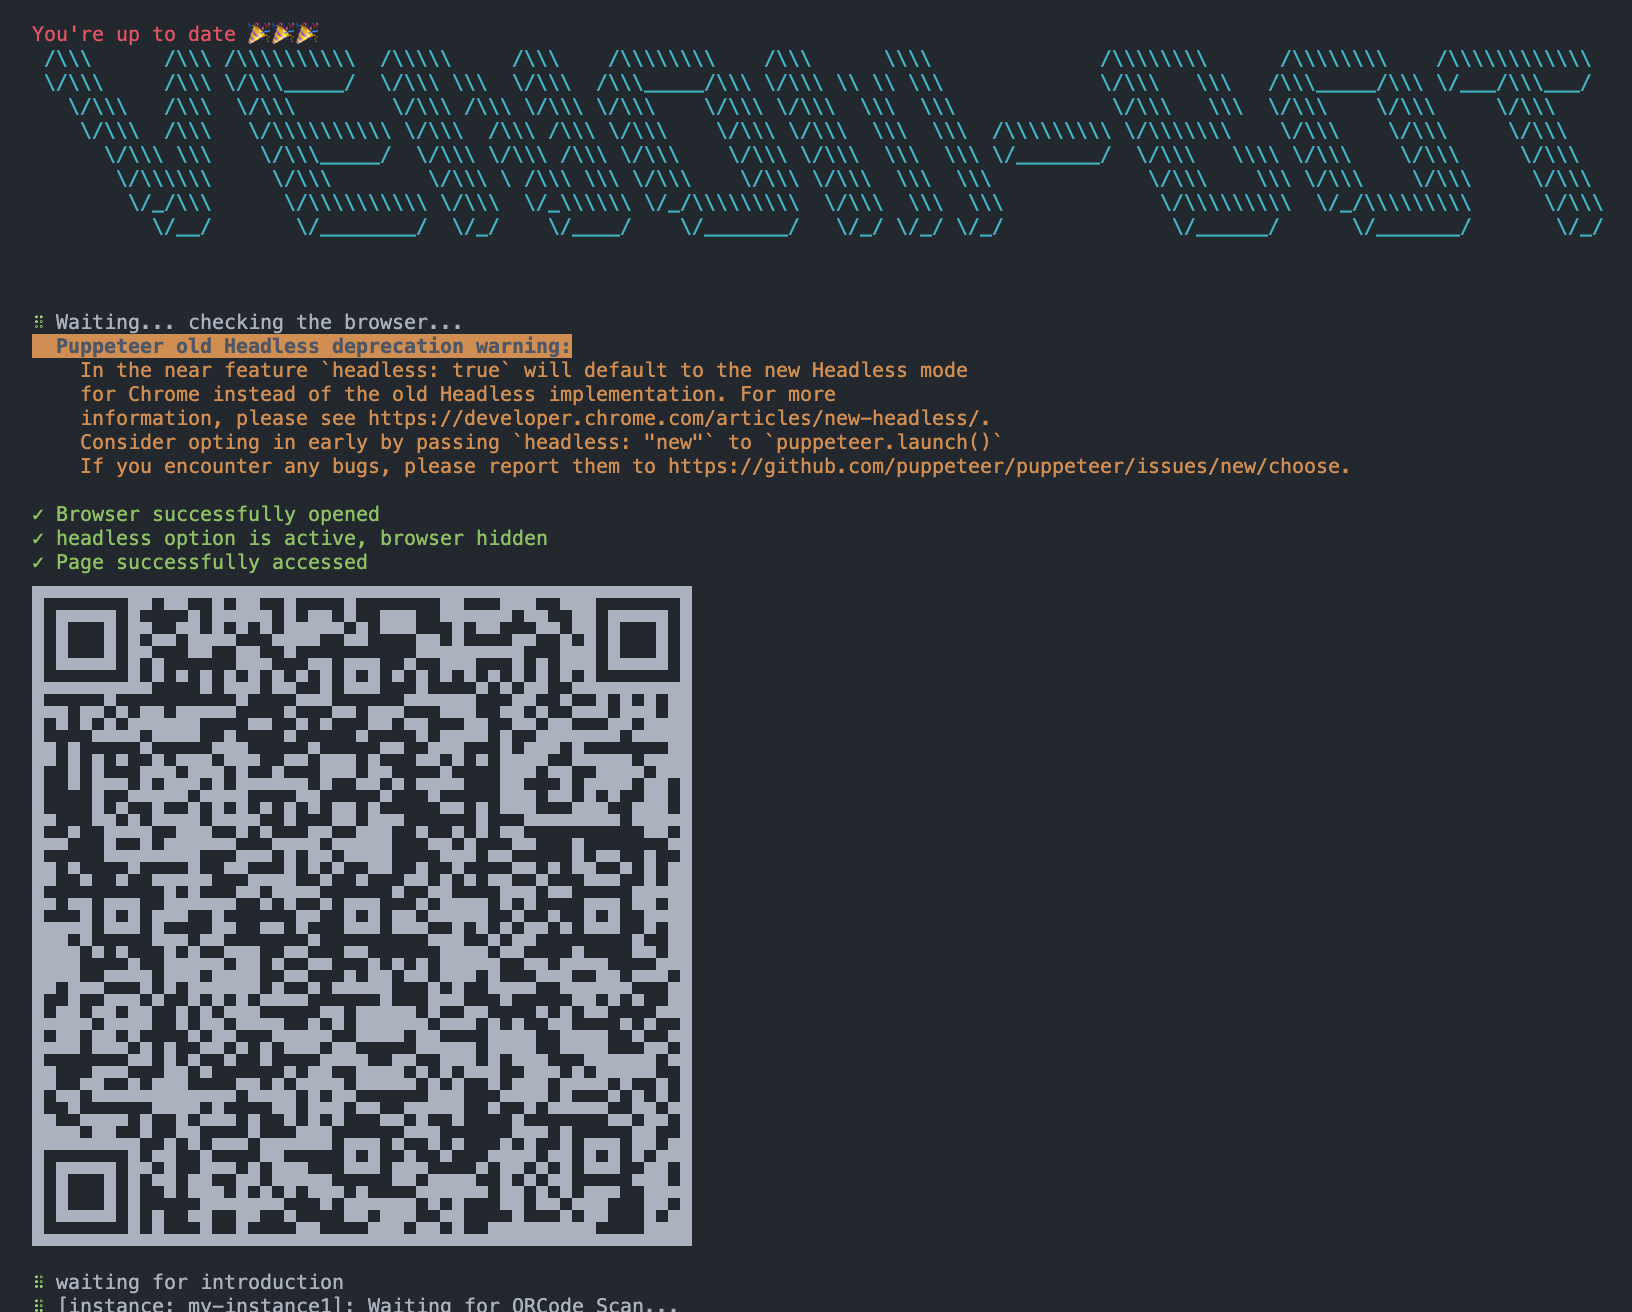 You're up to date 🎉🎉🎉
VENOM-BOT
⠿ Waiting... checking the browser...
Puppeteer old Headless deprecation warning:
In the near feature `headless: true` will default to the new Headless mode
for Chrome instead of the old Headless implementation. For more
information, please see https://developer.chrome.com/articles/new-headless/.
Consider opting in early by passing `headless: "new"` to `puppeteer.launch()`
If you encounter any bugs, please report them to https://github.com/puppeteer/puppeteer/issues/new/choose.
✓ Browser successfully opened
✓ headless option is active, browser hidden
✓ Page successfully accessed
⠿ waiting for introduction
⠿ [instance: my-instance1]: Waiting for QRCode Scan...